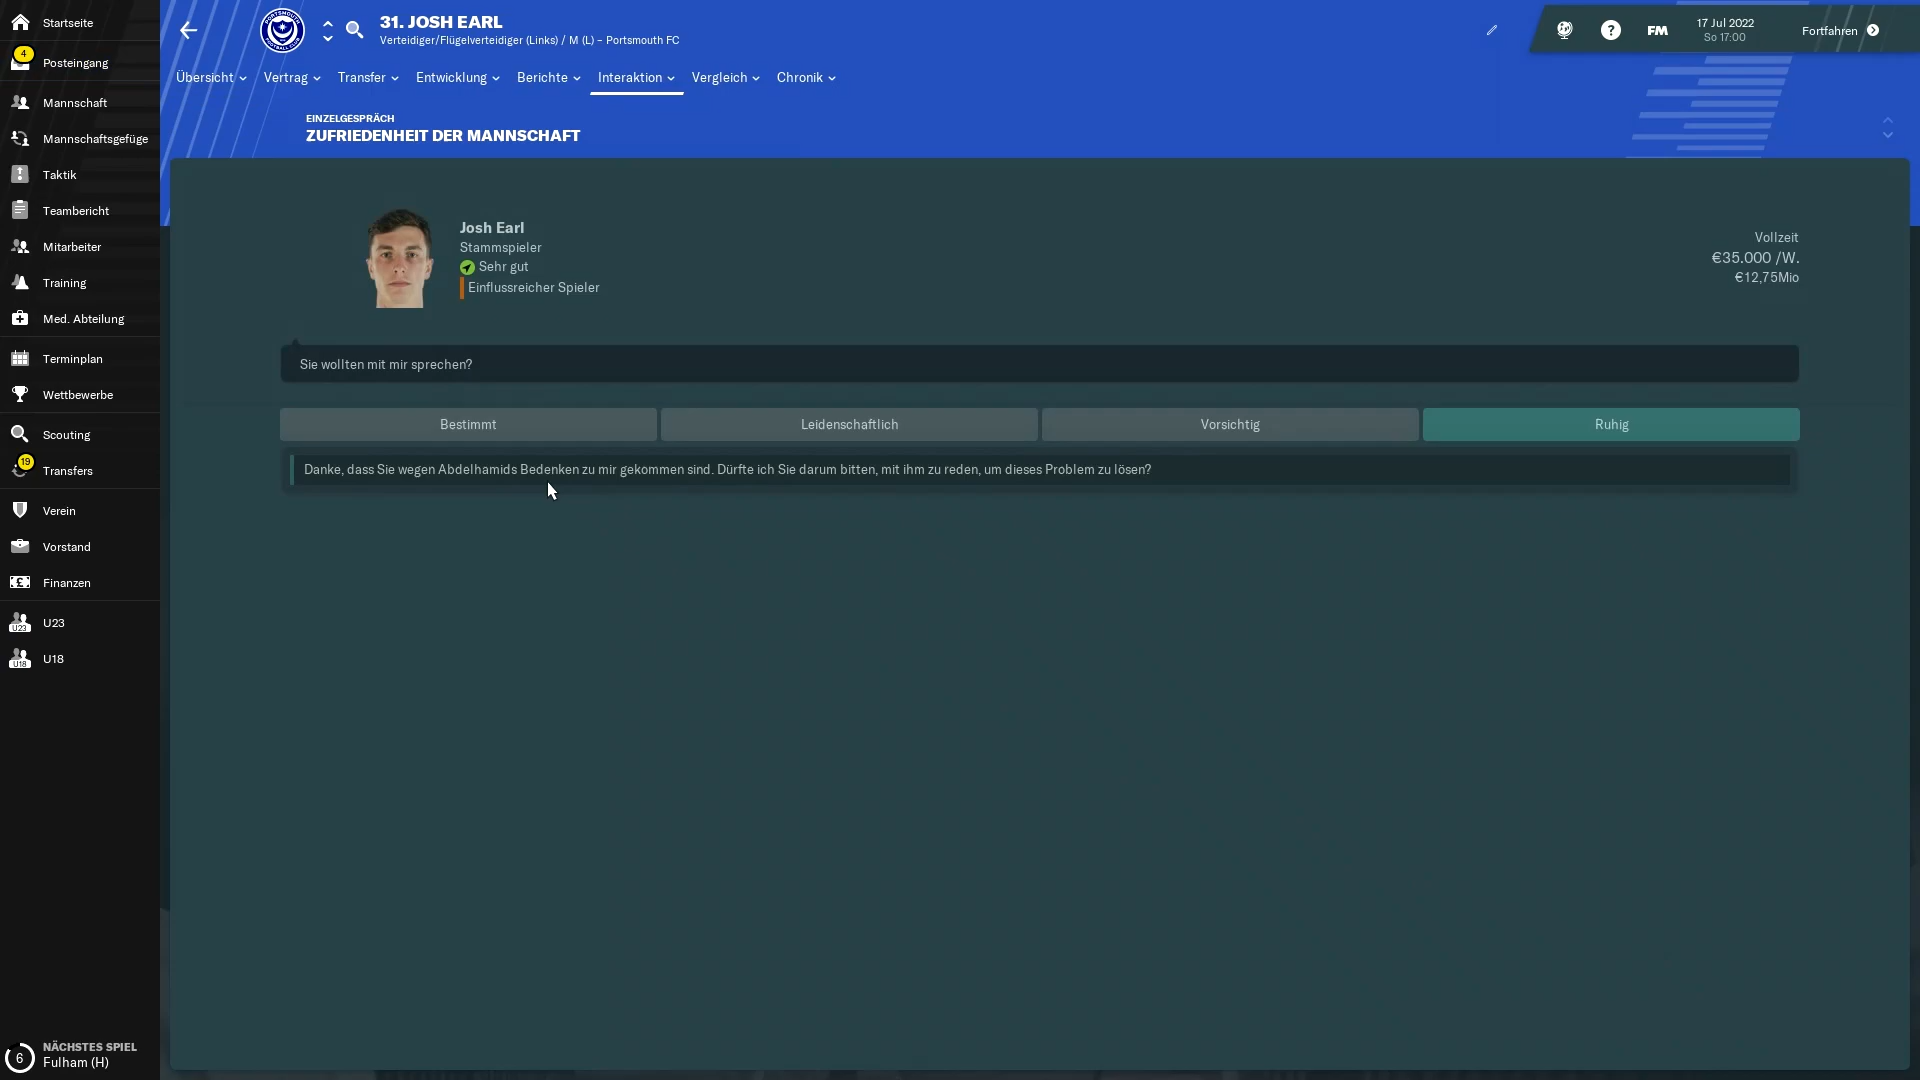 Startseite
4
Posteingang
Mannschaft
Mannschaftsgefüge
Taktik
Teambericht
Mitarbeiter
Training
Med. Abteilung
Terminplan
Wettbewerbe
Scouting
19
Transfers
Verein
Vorstand
Finanzen
U23
U23
U18
U18
NÄCHSTES SPIEL
6
Fulham (H)
PORTSMOUTH
FOOTBALL CLUB
31. JOSH EARL
Verteidiger/Flügelverteidiger (Links) / M (L) – Portsmouth FC
?
FM
17 Jul 2022
So 17:00
Fortfahren
Übersicht
Vertrag
Transfer
Entwicklung
Berichte
Interaktion
Vergleich
Chronik
EINZELGESPRÄCH
ZUFRIEDENHEIT DER MANNSCHAFT
Josh Earl
Stammspieler
Sehr gut
Einflussreicher Spieler
Vollzeit
€35.000 /W.
€12,75Mio
Sie wollten mit mir sprechen?
Bestimmt
Leidenschaftlich
Vorsichtig
Ruhig
Danke, dass Sie wegen Abdelhamids Bedenken zu mir gekommen sind. Dürfte ich Sie darum bitten, mit ihm zu reden, um dieses Problem zu lösen?